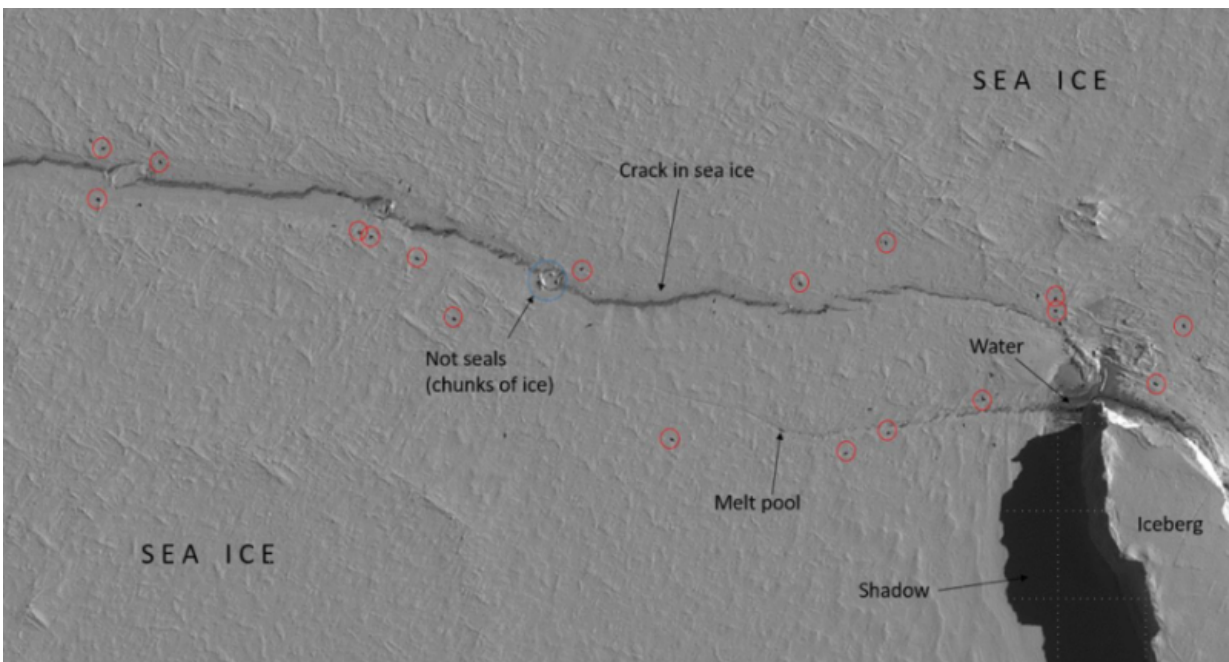 SEA ICE
Crack in sea ice
Water
Not seals
(chunks of ice)
Melt pool
Iceberg
SEA ICE
Shadow